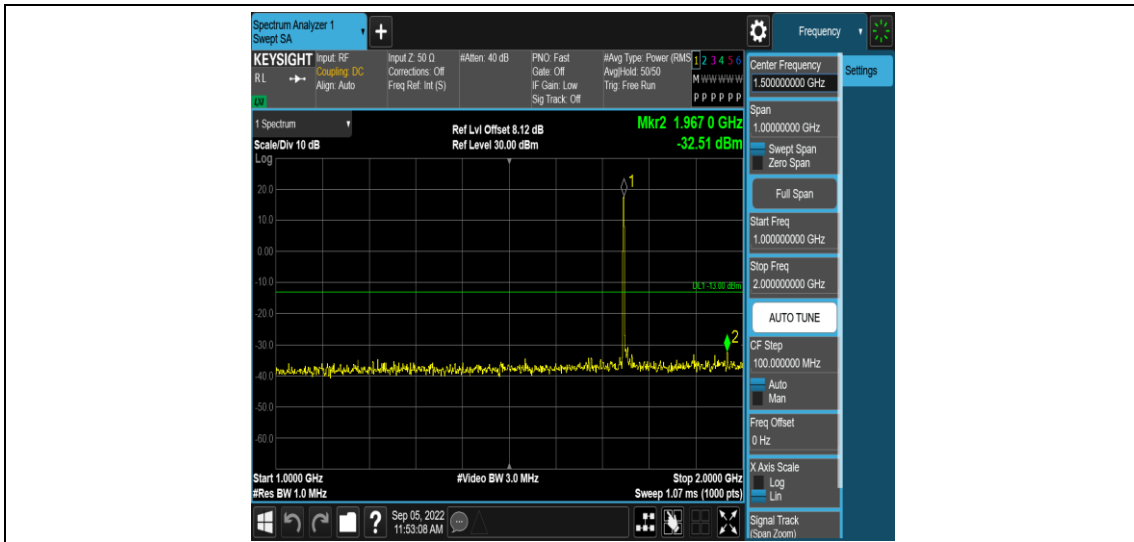 Spectrum Analyzer 1
Swept SA
+
Frequency
KEYSIGHT
RL
LXI
Input: RF
Coupling: DC
Align: Auto
Input Z: 50 Ω
Corrections: Off
Freq Ref: Int (S)
#Atten: 40 dB
PNO: Fast
Gate: Off
IF Gain: Low
Sig Track: Off
#Avg Type: Power (RMS
Avg|Hold: 50/50
Trig: Free Run
1 2 3 4 5 6
M W W W W W
P P P P P P
1 Spectrum
Scale/Div 10 dB
Log
Ref Lvl Offset 8.12 dB
Ref Level 30.00 dBm
Mkr2 1.967 0 GHz
-32.51 dBm
1
20.0
10.0
0.00
-10.0
DL1 -13.00 dBm
-20.0
2
-30.0
-40.0
-50.0
-60.0
Start 1.0000 GHz
#Res BW 1.0 MHz
#Video BW 3.0 MHz
Stop 2.0000 GHz
Sweep 1.07 ms (1000 pts)
?
Sep 05, 2022
11:53:08 AM
Center Frequency
1.500000000 GHz
Settings
Span
1.00000000 GHz
Swept Span
Zero Span
Full Span
Start Freq
1.000000000 GHz
Stop Freq
2.000000000 GHz
AUTO TUNE
CF Step
100.000000 MHz
Auto
Man
Freq Offset
0 Hz
X Axis Scale
Log
Lin
Signal Track
(Span Zoom)